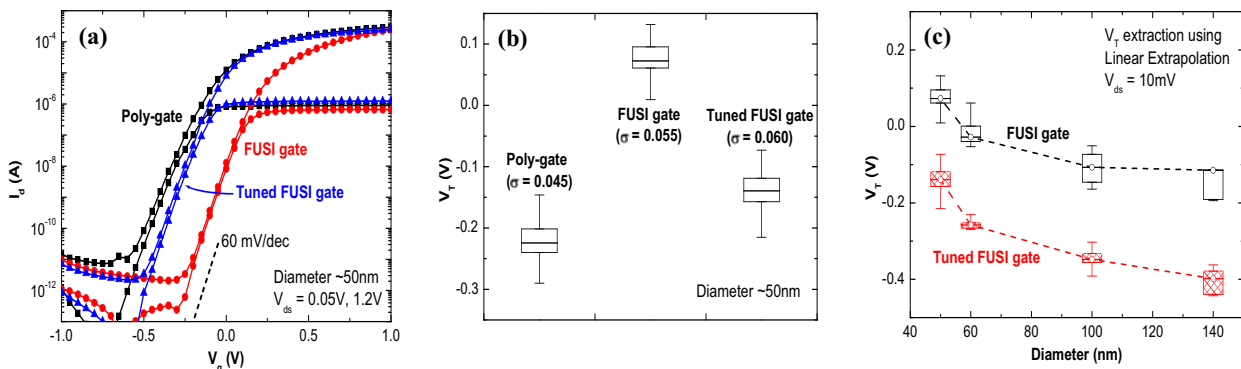 (a)
10⁻⁴
10⁻⁶
10⁻⁸
10⁻¹⁰
10⁻¹²
I_d (A)
Poly-gate
FUSI gate
Tuned FUSI gate
60 mV/dec
Diameter ~50nm
V_ds = 0.05V, 1.2V
-1.0 -0.5 0.0 0.5 1.0
V_g (V)
(b)
0.1
0.0
-0.1
-0.2
-0.3
V_T (V)
FUSI gate
(σ = 0.055)
Tuned FUSI gate
(σ = 0.060)
Poly-gate
(σ = 0.045)
Diameter ~50nm
(c)
V_T extraction using
Linear Extrapolation
V_ds = 10mV
0.2
0.0
-0.2
-0.4
V_T (V)
FUSI gate
Tuned FUSI gate
40 60 80 100 120 140
Diameter (nm)